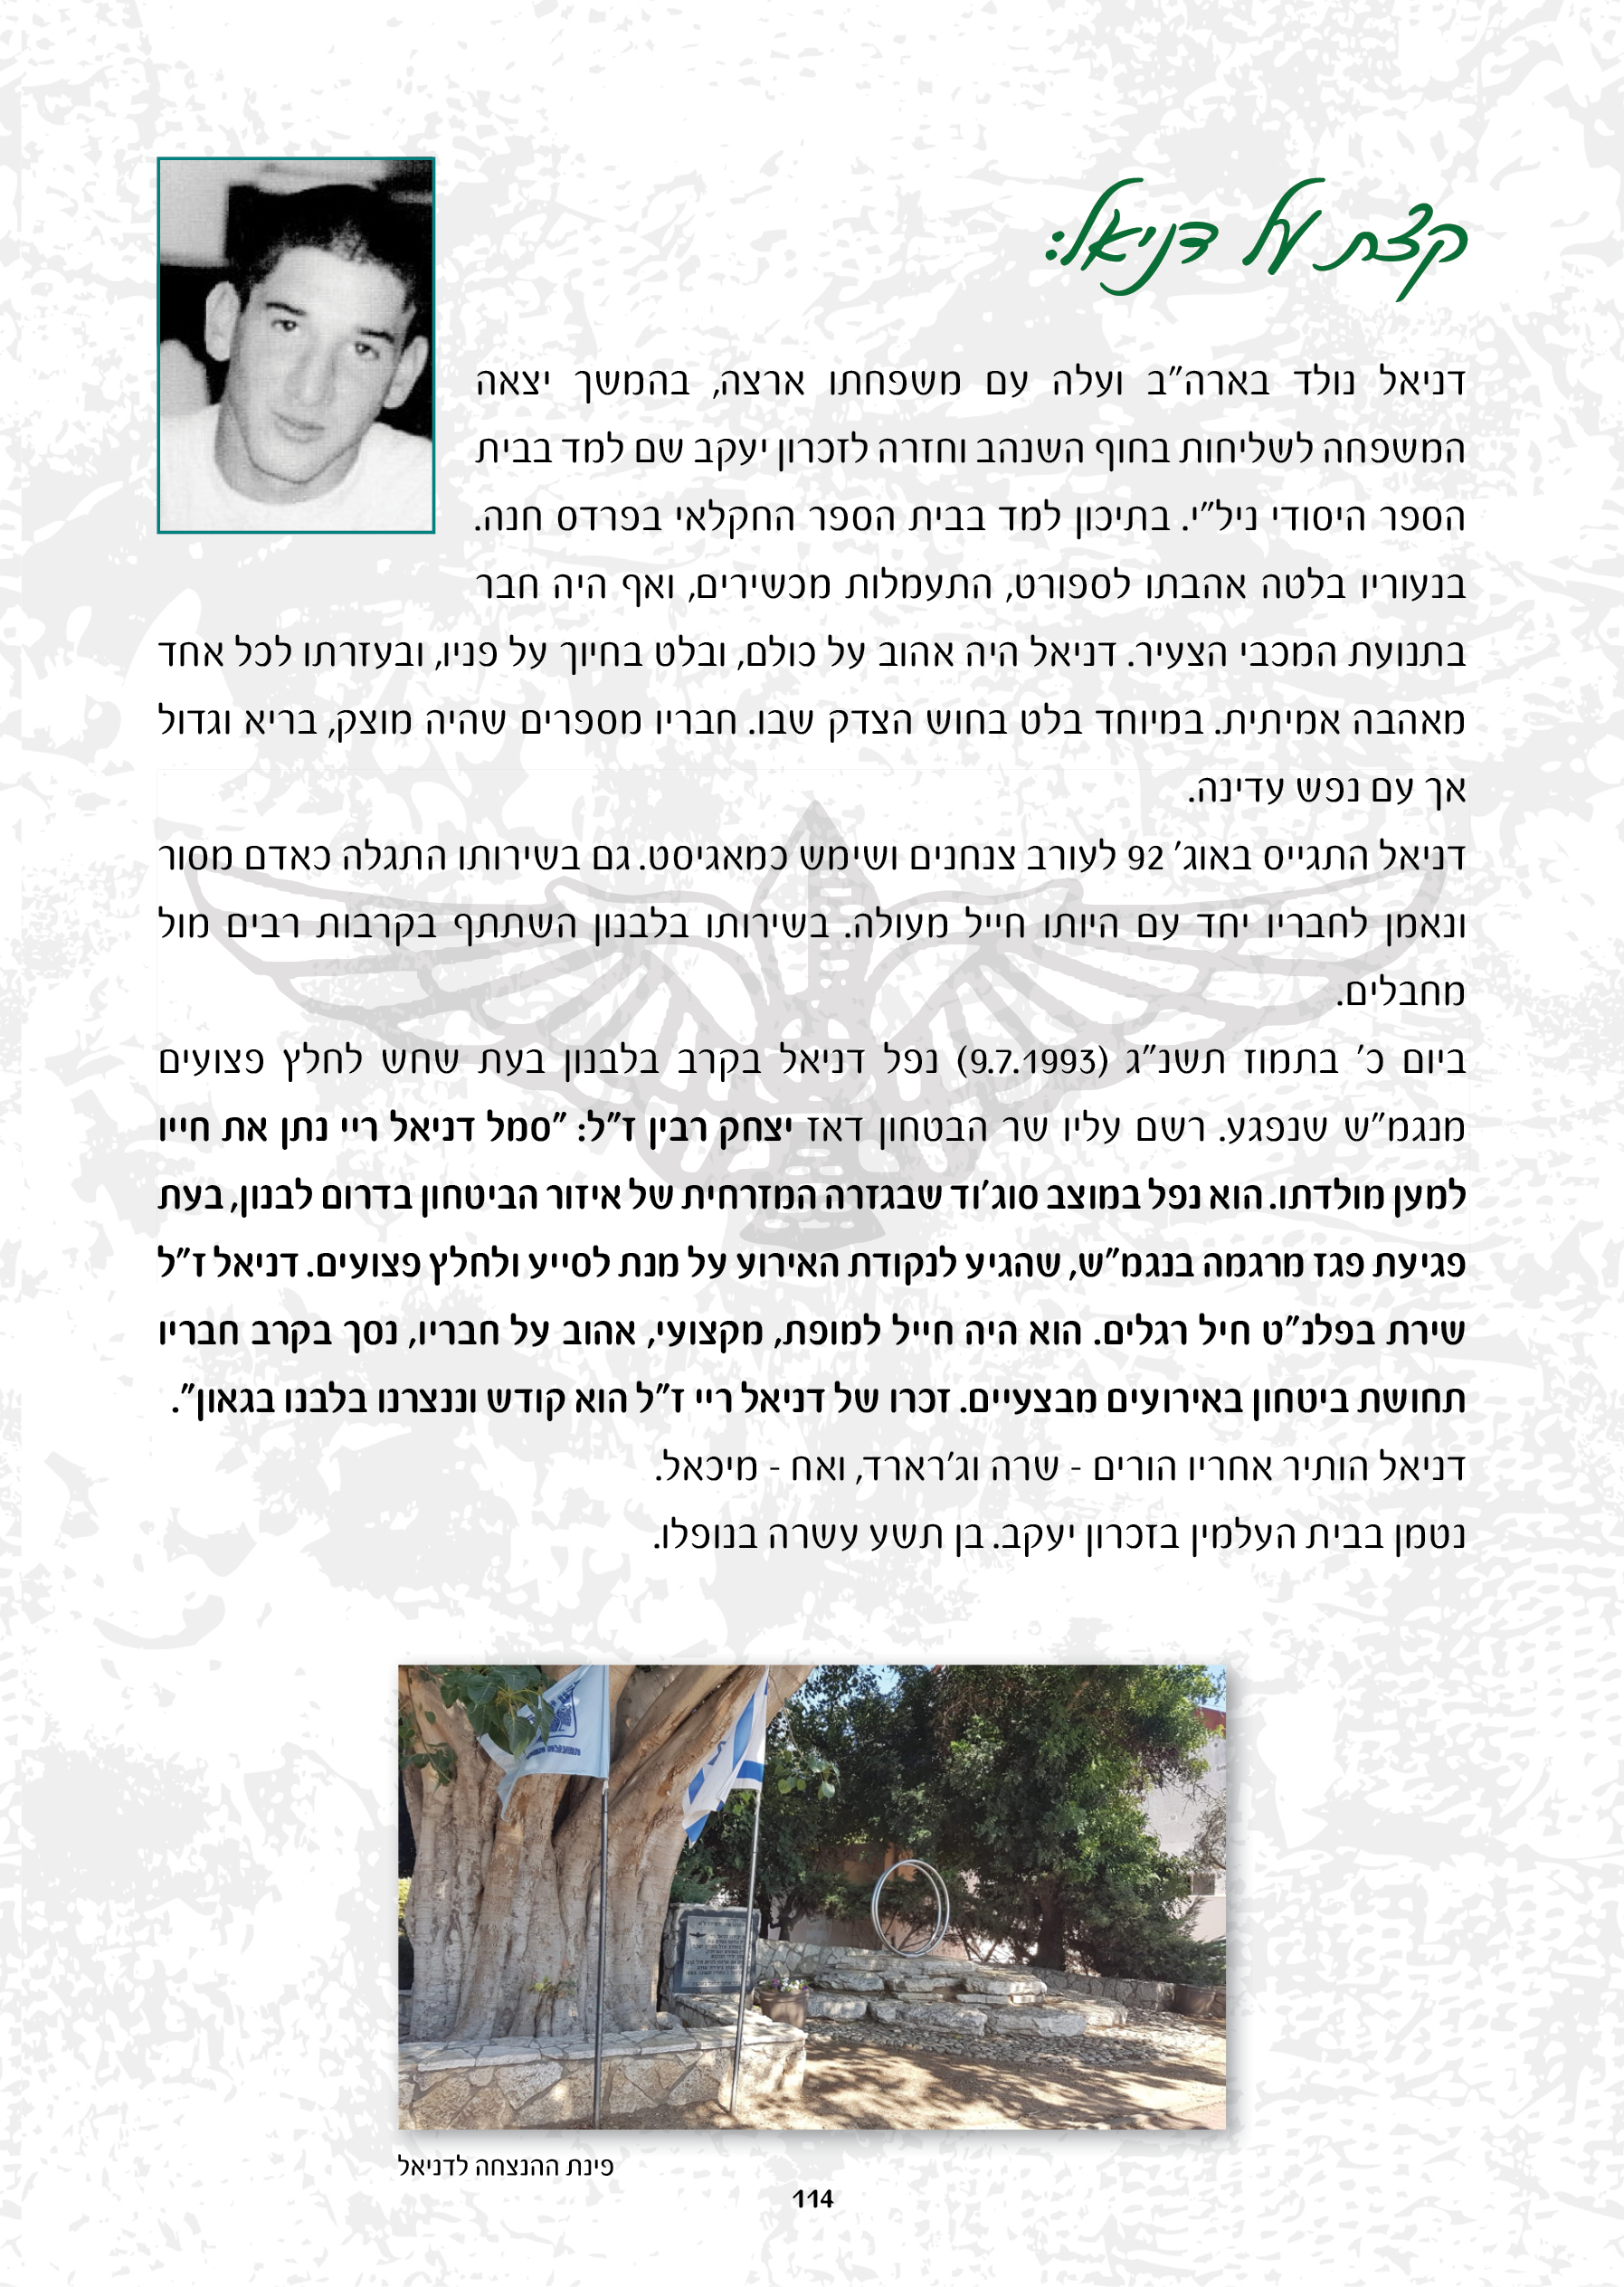 קצת על דניאל:
דניאל נולד בארה"ב ועלה עם משפחתו ארצה, בהמשך יצאה
המשפחה לשליחות בחוף השנהב וחזרה לזכרון יעקב שם למד בבית
הספר היסודי ניל"י. בתיכון למד בבית הספר החקלאי בפרדס חנה.
בנעוריו בלטה אהבתו לספורט, התעמלות מכשירים, ואף היה חבר
בתנועת המכבי הצעיר. דניאל היה אהוב על כולם, ובלט בחיוך על פניו, ובעזרתו לכל אחד
מאהבה אמיתית. במיוחד בלט בחוש הצדק שבו. חבריו מספרים שהיה מוצק, בריא וגדול
אך עם נפש עדינה.
דניאל התגייס באוג' 92 לעורב צנחנים ושימש כמאגיסט. גם בשירותו התגלה כאדם מסור
ונאמן לחבריו יחד עם היותו חייל מעולה. בשירותו בלבנון השתתף בקרבות רבים מול
מחבלים.
ביום כ' בתמוז תשנ"ג (9.7.1993) נפל דניאל בקרב בלבנון בעת שחש לחלץ פצועים
מנגמ"ש שנפגע. רשם עליו שר הבטחון דאז יצחק רבין ז"ל: "סמל דניאל ריי נתן את חייו
למען מולדתו. הוא נפל במוצב סוג'וד שבגזרה המזרחית של איזור הביטחון בדרום לבנון, בעת
פגיעת פגז מרגמה בנגמ"ש, שהגיע לנקודת האירוע על מנת לסייע ולחלץ פצועים. דניאל ז"ל
שירת בפלנ"ט חיל רגלים. הוא היה חייל למופת, מקצועי, אהוב על חבריו, נסך בקרב חבריו
תחושת ביטחון באירועים מבצעיים. זכרו של דניאל ריי ז"ל הוא קודש וננצרנו בלבנו בגאון".
דניאל הותיר אחריו הורים - שרה וג'רארד, ואח - מיכאל.
נטמן בבית העלמין בזכרון יעקב. בן תשע עשרה בנופלו.
פינת ההנצחה לדניאל
114